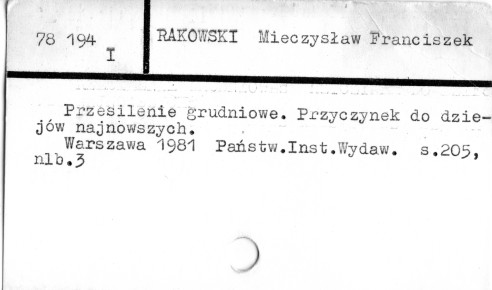 78 194
I
RAKOWSKI Mieczysław Franciszek
Przesilenie grudniowe. Przyczynek do dzie-
jów najnowszych.
Warszawa 1981 Państw.Inst.Wydaw. s.205,
nlb.3